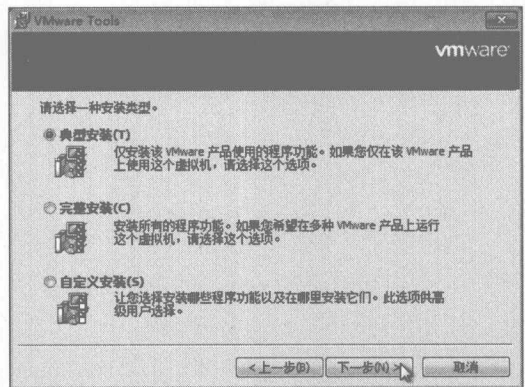 VMware Tools
vmware
请选择一种安装类型。
典型安装(T)
仅安装该 VMware 产品使用的程序功能。如果您仅在该 VMware 产品
上使用这个虚拟机，请选择这个选项。
完整安装(C)
安装所有的程序功能。如果您希望在多种 VMware 产品上运行
这个虚拟机，请选择这个选项。
自定义安装(S)
让您选择安装哪些程序功能以及在哪里安装它们。此选项供高
级用户选择。
<上一步(B) 下一步(N)> 取消